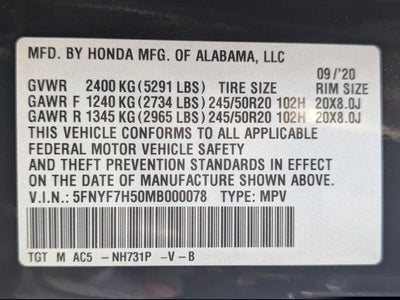 MFD. BY HONDA MFG. OF ALABAMA, LLC
09/'20
GVWR 2400 KG (5291 LBS) TIRE SIZE RIM SIZE
GAWR F 1240 KG (2734 LBS) 245/50R20 102H 20X8.0J
GAWR R 1345 KG (2965 LBS) 245/50R20 102H 20X8.0J
THIS VEHICLE CONFORMS TO ALL APPLICABLE
FEDERAL MOTOR VEHICLE SAFETY, BUMPER,
AND THEFT PREVENTION STANDARDS IN EFFECT
ON THE DATE OF MANUFACTURE SHOWN ABOVE.
V.I.N.: 5FNYF7H50MB000078 TYPE: MPV
TGT M AC5 -NH731P -V -B